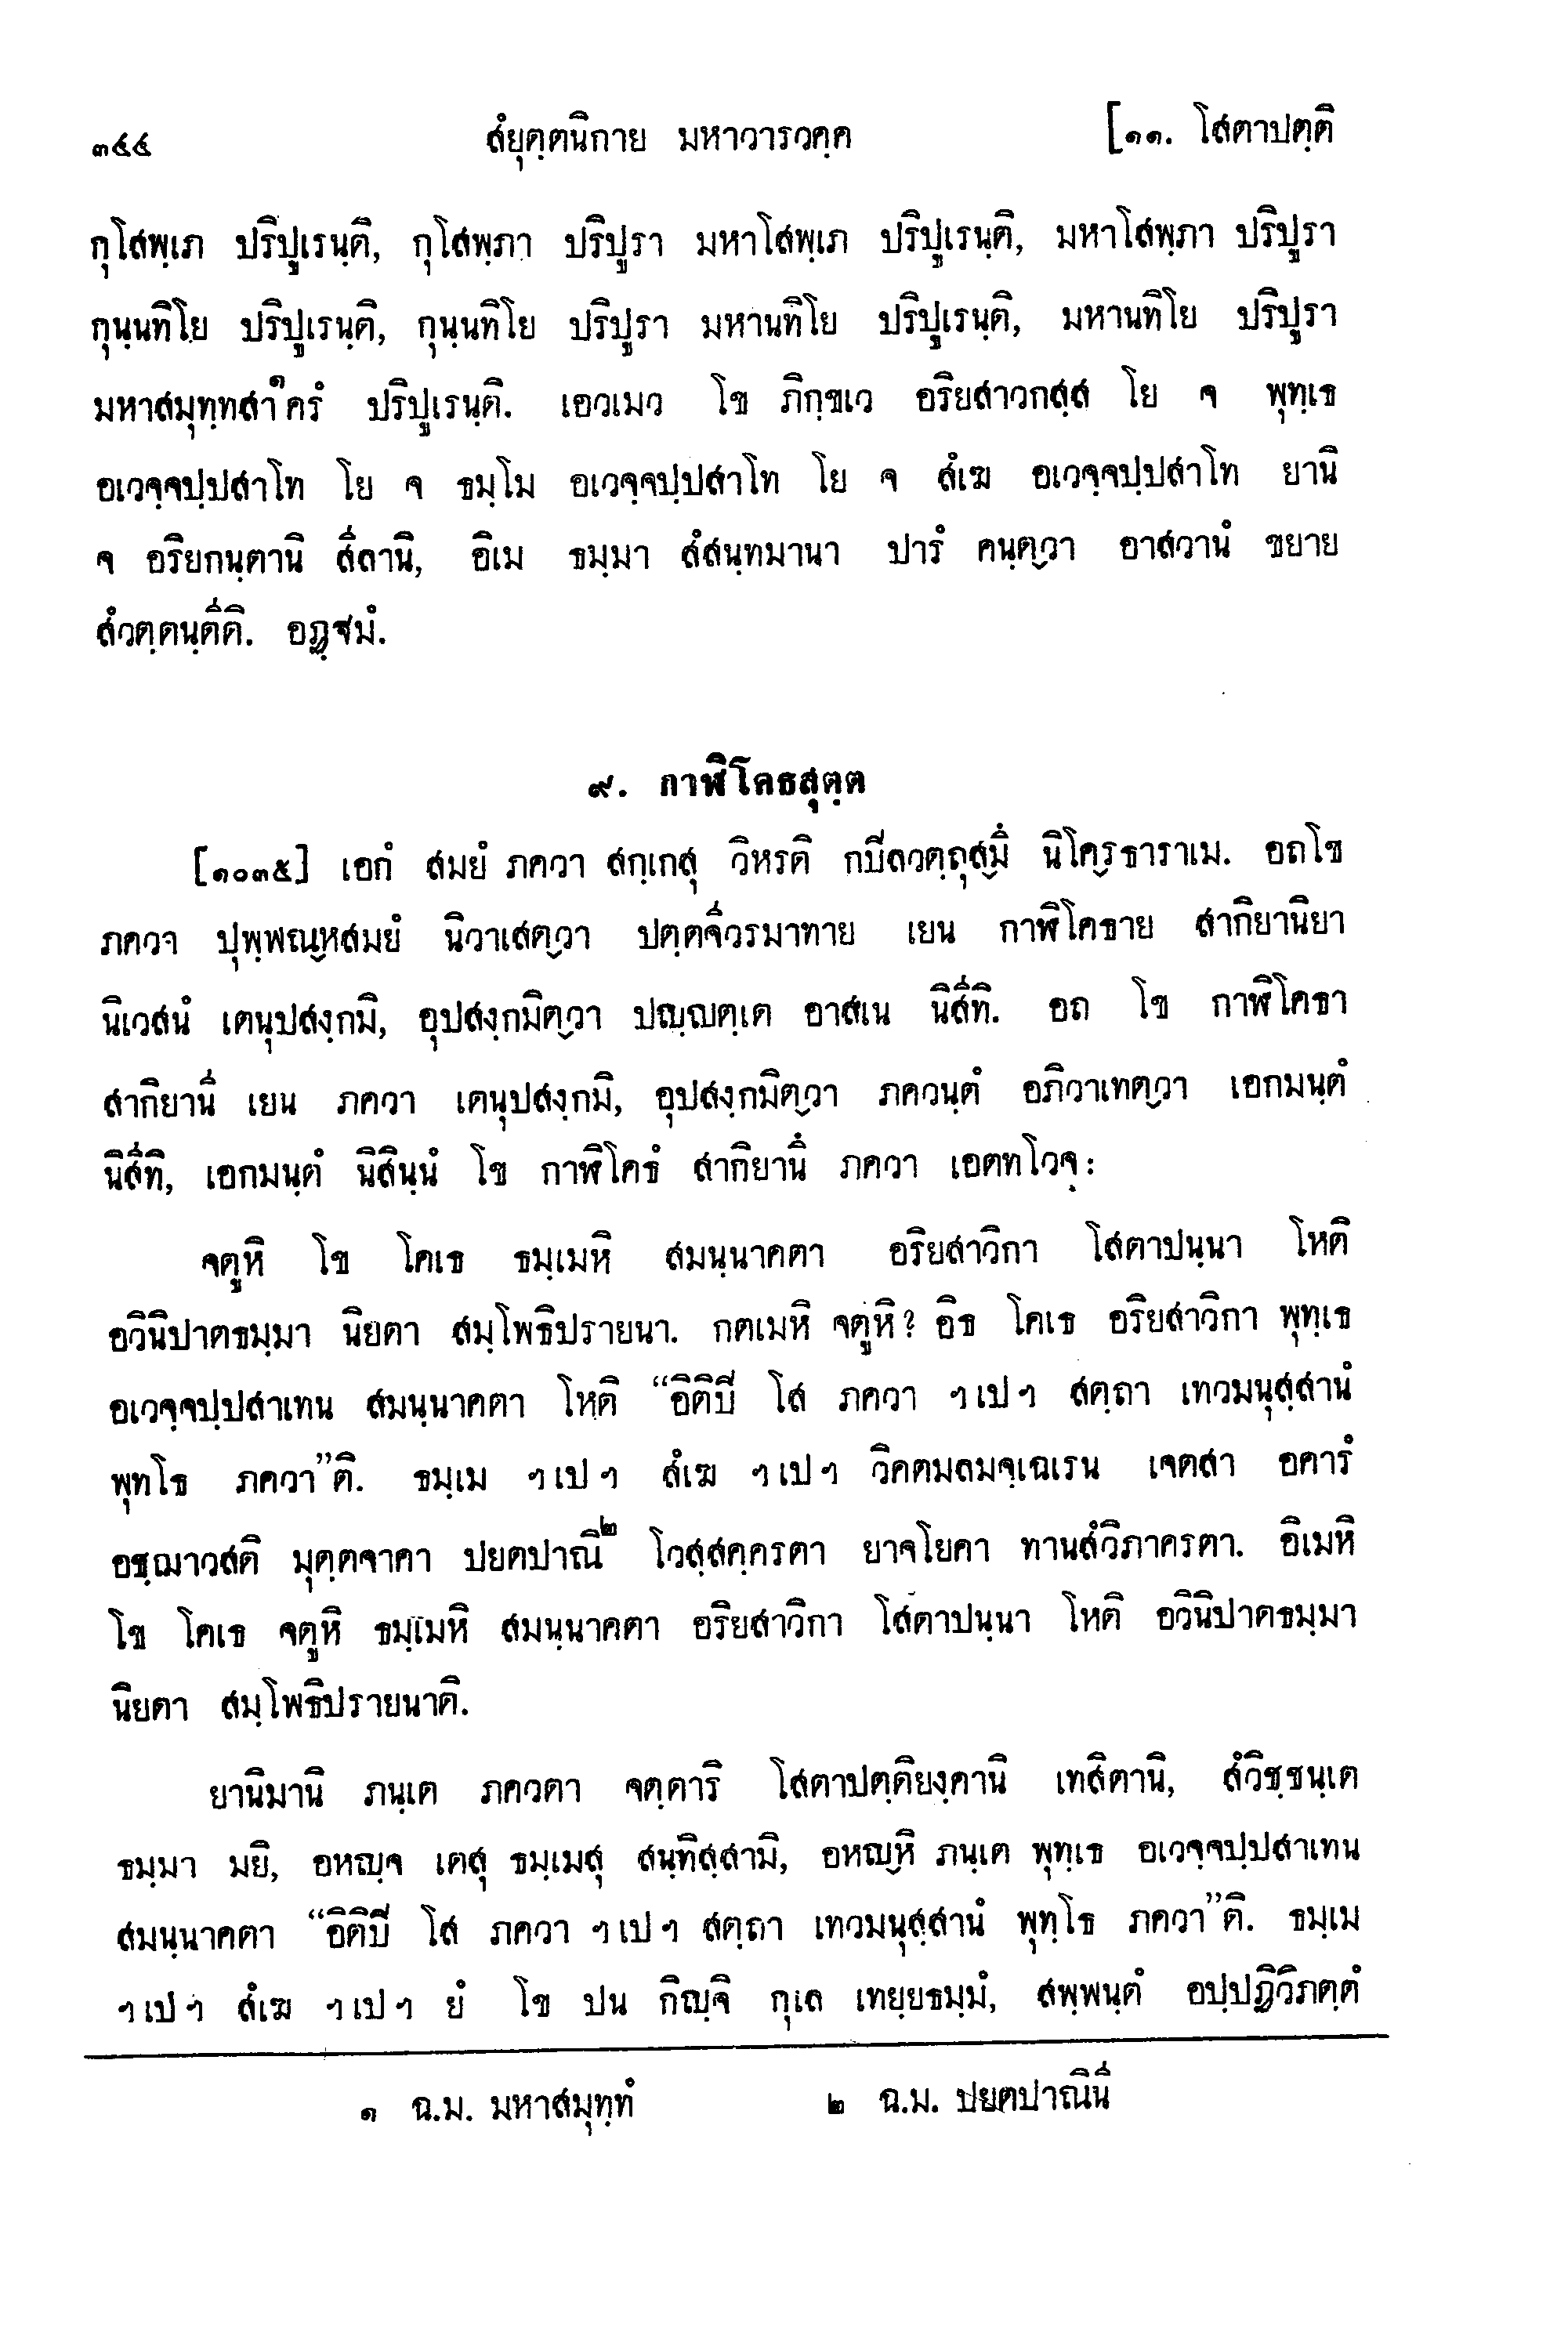 ๓๔๔ สํยุตฺตนิกาย มหาวารวคฺค [๑๑. โสตาปตฺติ
กุโสพฺเภ ปริปูเรนฺติ, กุโสพฺภา ปริปูรา มหาโสพฺเภ ปริปูเรนฺติ, มหาโสพฺภา ปริปูรา
กุนฺนทิโย ปริปูเรนฺติ, กุนฺนทิโย ปริปูรา มหานทิโย ปริปูเรนฺติ, มหานทิโย ปริปูรา
มหาสมุทฺทสา๑ครํ ปริปูเรนฺติ. เอวเมว โข ภิกฺขเว อริยสาวกสฺส โย จ พุทฺเธ
อเวจฺจปฺปสาโท โย จ ธมฺโม อเวจฺจปฺปสาโท โย จ สํเฆ อเวจฺจปฺปสาโท ยานิ
จ อริยกนฺตานิ สีลานิ, อิเม ธมฺมา สํสนฺทมานา ปารํ คนฺตฺวา อาสวานํ ขยาย
สํวตฺตนฺตีติ. อฏฺฐมํ.
๙. กาฬิโคธสุตฺต
[๑๐๓๕] เอกํ สมยํ ภควา สกฺเกสุ วิหรติ กปิลวตฺถุสฺมึ นิโคฺรธาราเม. อถโข
ภควา ปุพฺพณฺหสมยํ นิวาเสตฺวา ปตฺตจีวรมาทาย เยน กาฬิโคธาย สากิยานิยา
นิเวสนํ เตนุปสงฺกมิ, อุปสงฺกมิตฺวา ปญฺญตฺเต อาสเน นิสีทิ. อถ โข กาฬิโคธา
สากิยานี เยน ภควา เตนุปสงฺกมิ, อุปสงฺกมิตฺวา ภควนฺตํ อภิวาเทตฺวา เอกมนฺตํ
นิสีทิ, เอกมนฺตํ นิสินฺนํ โข กาฬิโคธํ สากิยานึ ภควา เอตทโวจฺ:
จตูหิ โข โคเธ ธมฺเมหิ สมนฺนาคตา อริยสาวิกา โสตาปนฺนา โหติ
อวินิปาตธมฺมา นิยตา สมฺโพธิปรายนา. กตเมหิ จตูหิ? อิธ โคเธ อริยสาวิกา พุทฺเธ
อเวจฺจปฺปสาเทน สมนฺนาคตา โหติ “อิติปิ โส ภควา ฯเปฯ สตฺถา เทวมนุสฺสานํ
พุทโธ ภควา”ติ. ธมฺเม ฯเปฯ สํเฆ ฯเปฯ วิคตมลมจฺเฉเรน เจตสา อคารํ
อชฺฌาวสติ มุตฺตจาคา ปยตปาณิ๒ โวสฺสคฺครตา ยาจโยคา ทานสํวิภาครตา. อิเมหิ
โข โคเธ จตูหิ ธมฺเมหิ สมนฺนาคตา อริยสาวิกา โสตาปนฺนา โหติ อวินิปาตธมฺมา
นิยตา สมฺโพธิปรายนาติ.
ยานิมานิ ภนฺเต ภควตา จตฺตาริ โสตาปตฺติยงฺคานิ เทสิตานิ, สํวิชฺชนฺเต
ธมฺมา มยิ, อหญฺจ เตสุ ธมฺเมสุ สนฺทิสฺสามิ, อหญฺหิ ภนฺเต พุทฺเธ อเวจฺจปฺปสาเทน
สมนฺนาคตา “อิติปิ โส ภควา ฯเปฯ สตฺถา เทวมนุสฺสานํ พุทฺโธ ภควา”ติ. ธมฺเม
ฯเปฯ สํเฆ ฯเปฯ ยํ โข ปน กิญฺจิ กุเล เทยฺยธมฺมํ, สพฺพนฺตํ อปฺปฏิวิภตฺตํ
๑ ฉ.ม. มหาสมุทฺทํ ๒ ฉ.ม. ปยตปาณินี